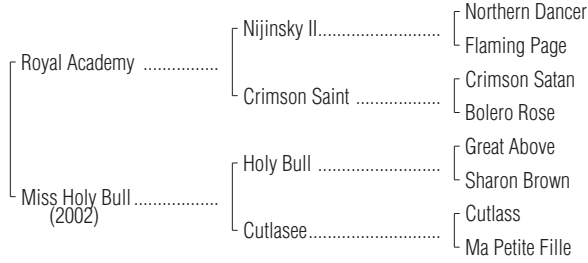 Northern Dancer
Nijinsky II
Flaming Page
Royal Academy
Crimson Satan
Crimson Saint
Bolero Rose
Great Above
Holy Bull
Sharon Brown
Miss Holy Bull
(2002)
Cutlass
Cutlasee
Ma Petite Fille